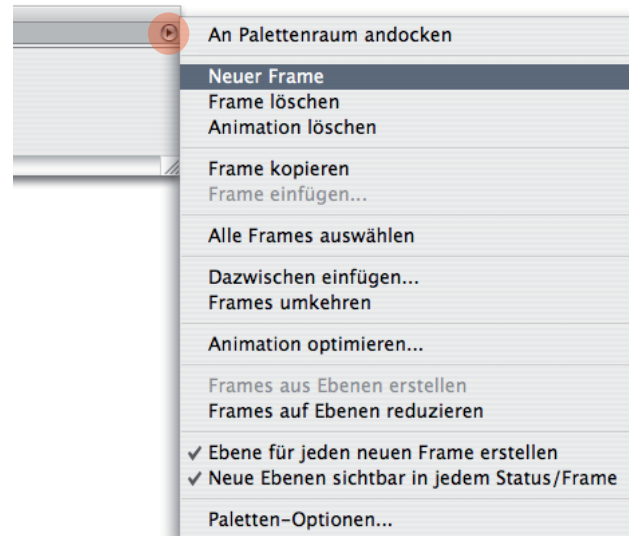 An Palettenraum andocken
Neuer Frame
Frame löschen
Animation löschen
Frame kopieren
Frame einfügen...
Alle Frames auswählen
Dazwischen einfügen...
Frames umkehren
Animation optimieren...
Frames aus Ebenen erstellen
Frames auf Ebenen reduzieren
✓ Ebene für jeden neuen Frame erstellen
✓ Neue Ebenen sichtbar in jedem Status/Frame
Paletten-Optionen...